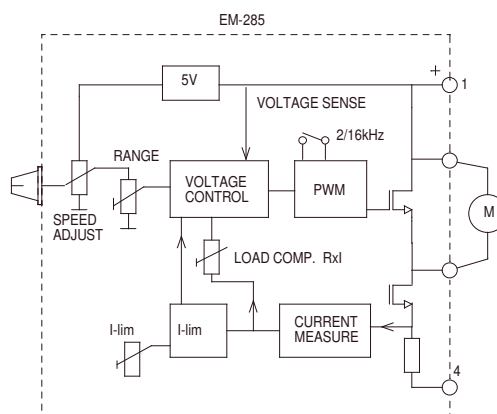 EM-285
5V
+
1
VOLTAGE SENSE
2/16kHz
RANGE
VOLTAGE
CONTROL
PWM
M
SPEED
ADJUST
LOAD COMP. RxI
I-lim
I-lim
CURRENT
MEASURE
4